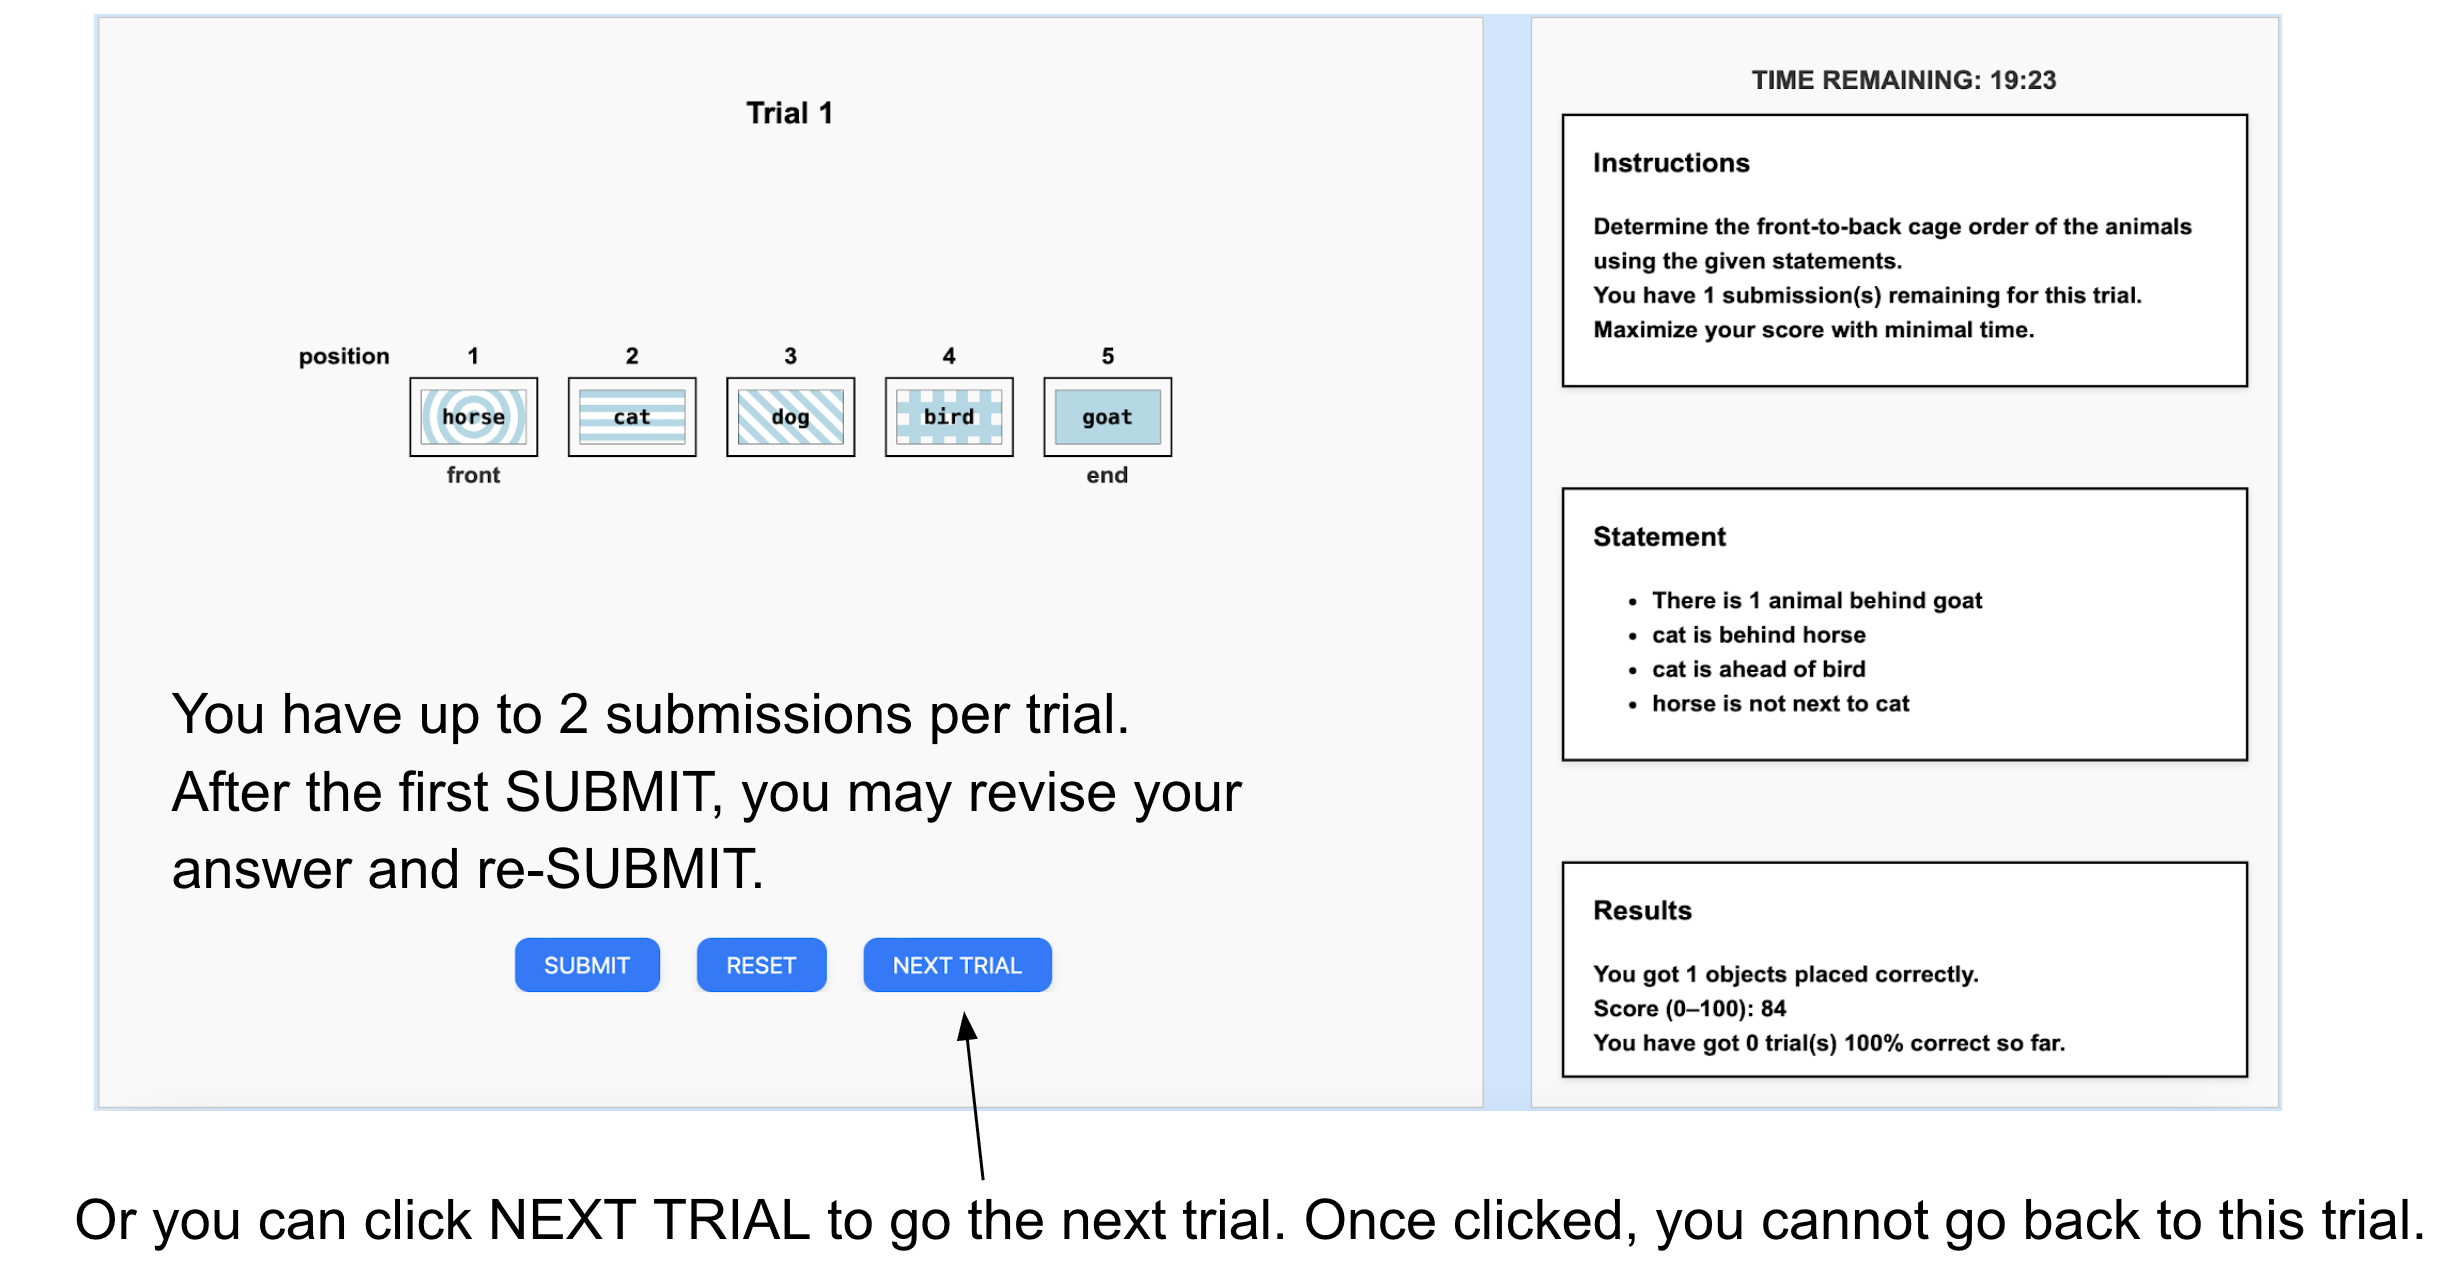 Trial 1
position 1 2 3 4 5
horse cat dog bird goat
front end
You have up to 2 submissions per trial.
After the first SUBMIT, you may revise your
answer and re-SUBMIT.
SUBMIT RESET NEXT TRIAL
TIME REMAINING: 19:23
Instructions
Determine the front-to-back cage order of the animals
using the given statements.
You have 1 submission(s) remaining for this trial.
Maximize your score with minimal time.
Statement
• There is 1 animal behind goat
• cat is behind horse
• cat is ahead of bird
• horse is not next to cat
Results
You got 1 objects placed correctly.
Score (0–100): 84
You have got 0 trial(s) 100% correct so far.
Or you can click NEXT TRIAL to go the next trial. Once clicked, you cannot go back to this trial.